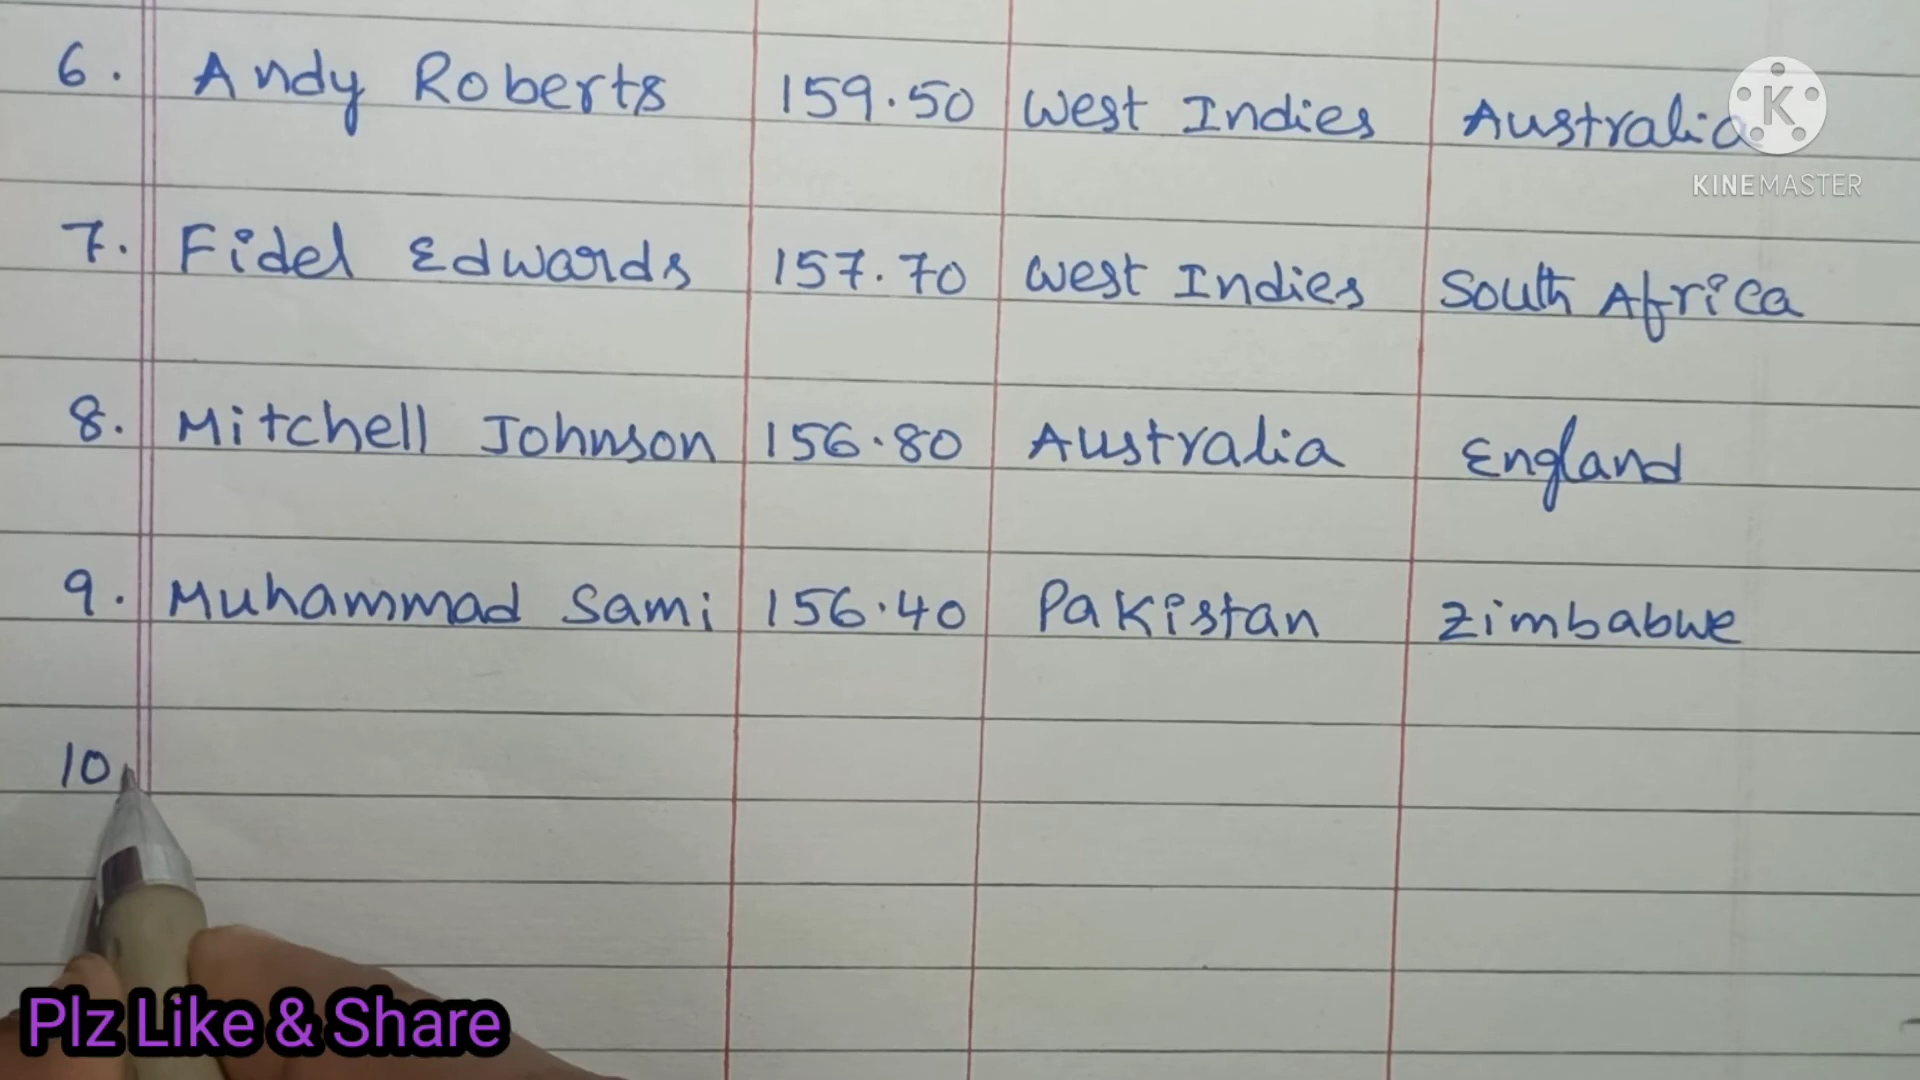 6. Andy Roberts 159.50 West Indies Australia
K
KINEMASTER
7. Fidel Edwards 157.70 West Indies South Africa
8. Mitchell Johnson 156.80 Australia England
9. Muhammad Sami 156.40 Pakistan Zimbabwe
10
Plz Like & Share